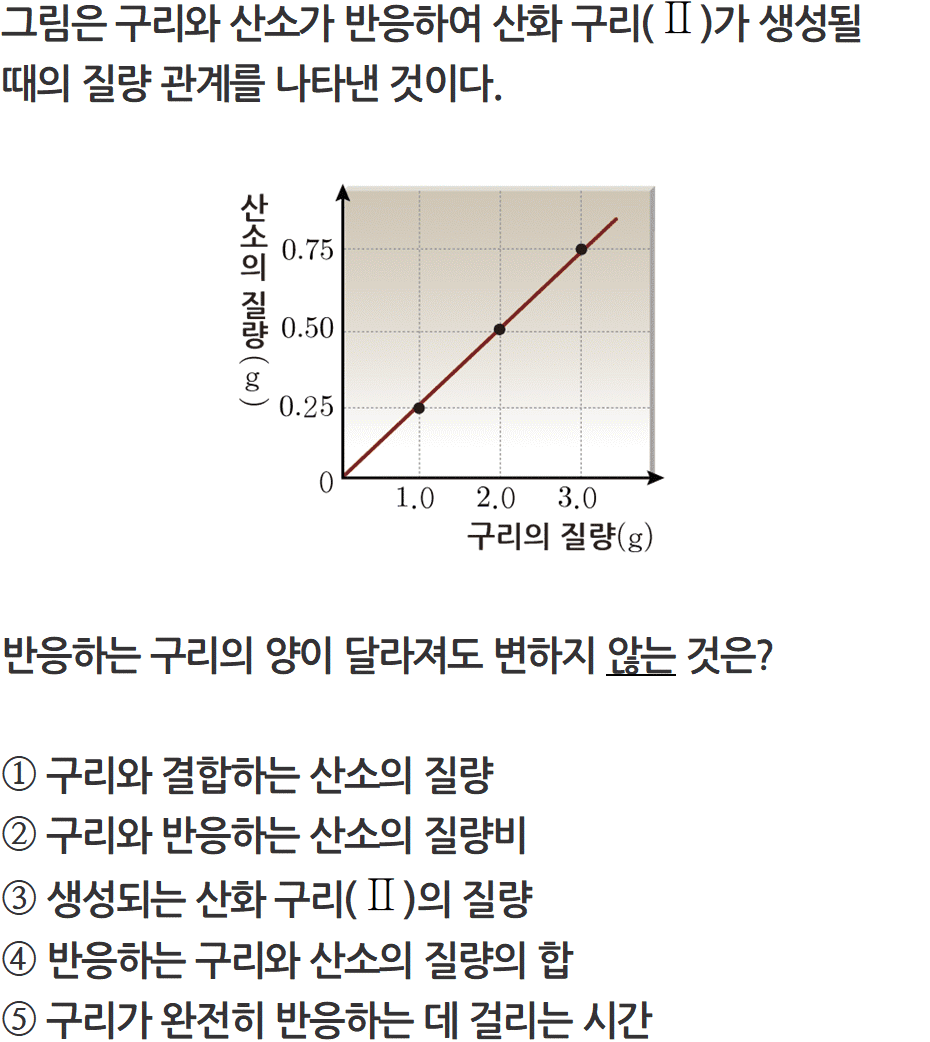 그림은 구리와 산소가 반응하여 산화 구리(Ⅱ)가 생성될
때의 질량 관계를 나타낸 것이다.
산소의 질량(g)
0.75
0.50
0.25
0
1.0 2.0 3.0
구리의 질량(g)
반응하는 구리의 양이 달라져도 변하지 않는 것은?
① 구리와 결합하는 산소의 질량
② 구리와 반응하는 산소의 질량비
③ 생성되는 산화 구리(Ⅱ)의 질량
④ 반응하는 구리와 산소의 질량의 합
⑤ 구리가 완전히 반응하는 데 걸리는 시간